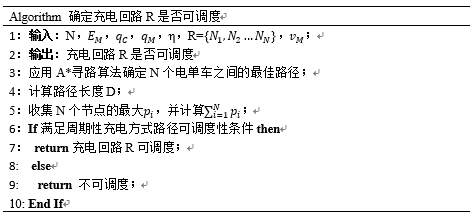 Algorithm 确定充电回路 R 是否可调度
1：输入：N，E_M，q_C，q_M，η，R={N_1, N_2 …N_N}，v_M；
2：输出：充电回路 R 是否可调度
3：应用 A*寻路算法确定 N 个电单车之间的最佳路径；
4：计算路径长度 D；
5：收集 N 个节点的最大p_i，并计算∑_{i=1}^{N} p_i；
6：If 满足周期性充电方式路径可调度性条件 then
7： return 充电回路 R 可调度；
8: else
9： return 不可调度；
10: End If